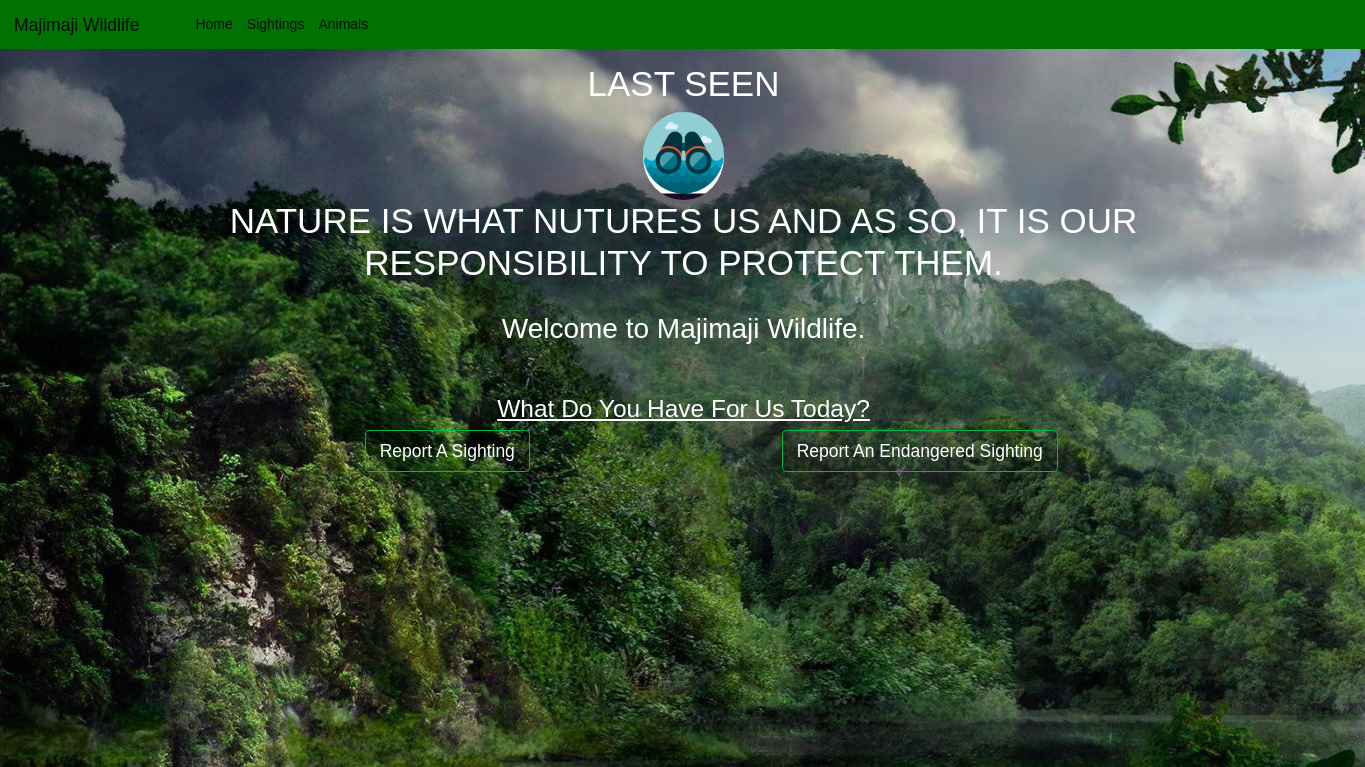 Majimaji Wildlife
Home Sightings Animals
LAST SEEN
NATURE IS WHAT NUTURES US AND AS SO, IT IS OUR
RESPONSIBILITY TO PROTECT THEM.
Welcome to Majimaji Wildlife.
What Do You Have For Us Today?
Report A Sighting
Report An Endangered Sighting